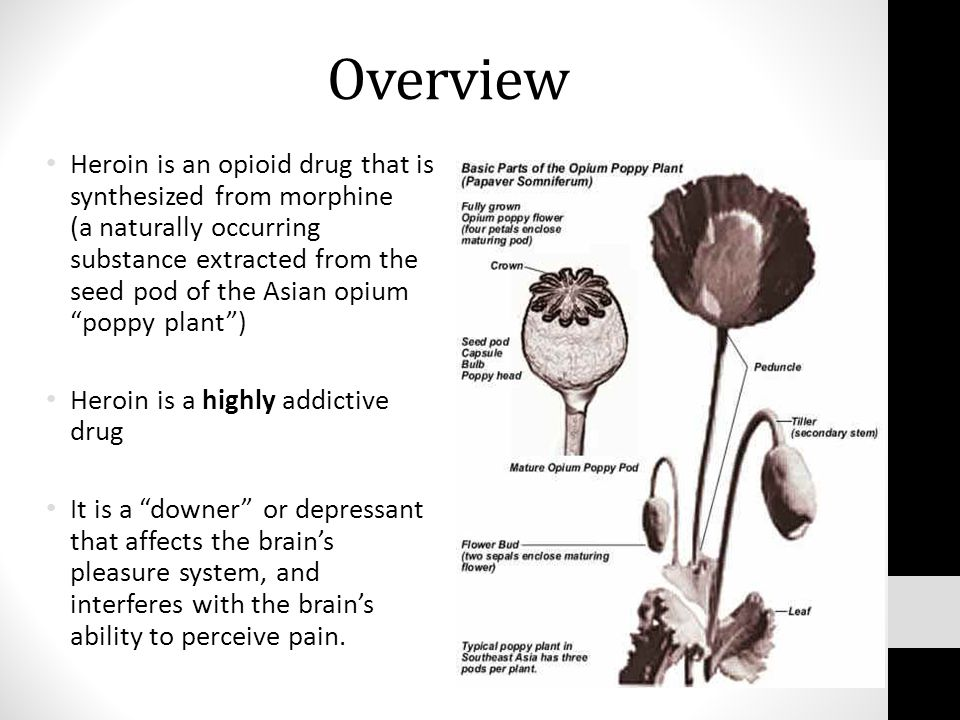 Overview
• Heroin is an opioid drug that is
synthesized from morphine
(a naturally occurring
substance extracted from the
seed pod of the Asian opium
“poppy plant”)
• Heroin is a highly addictive
drug
• It is a “downer” or depressant
that affects the brain’s
pleasure system, and
interferes with the brain’s
ability to perceive pain.
Basic Parts of the Opium Poppy Plant
(Papaver Somniferum)
Fully grown
Opium poppy flower
(four petals enclose
maturing pod)
Crown
Seed pod
Capsule
Bulb
Poppy head
Mature Opium Poppy Pod
Peduncle
Tiller
(secondary stem)
Flower Bud
(two sepals enclose maturing
flower)
Leaf
Typical poppy plant in
Southeast Asia has three
pods per plant.